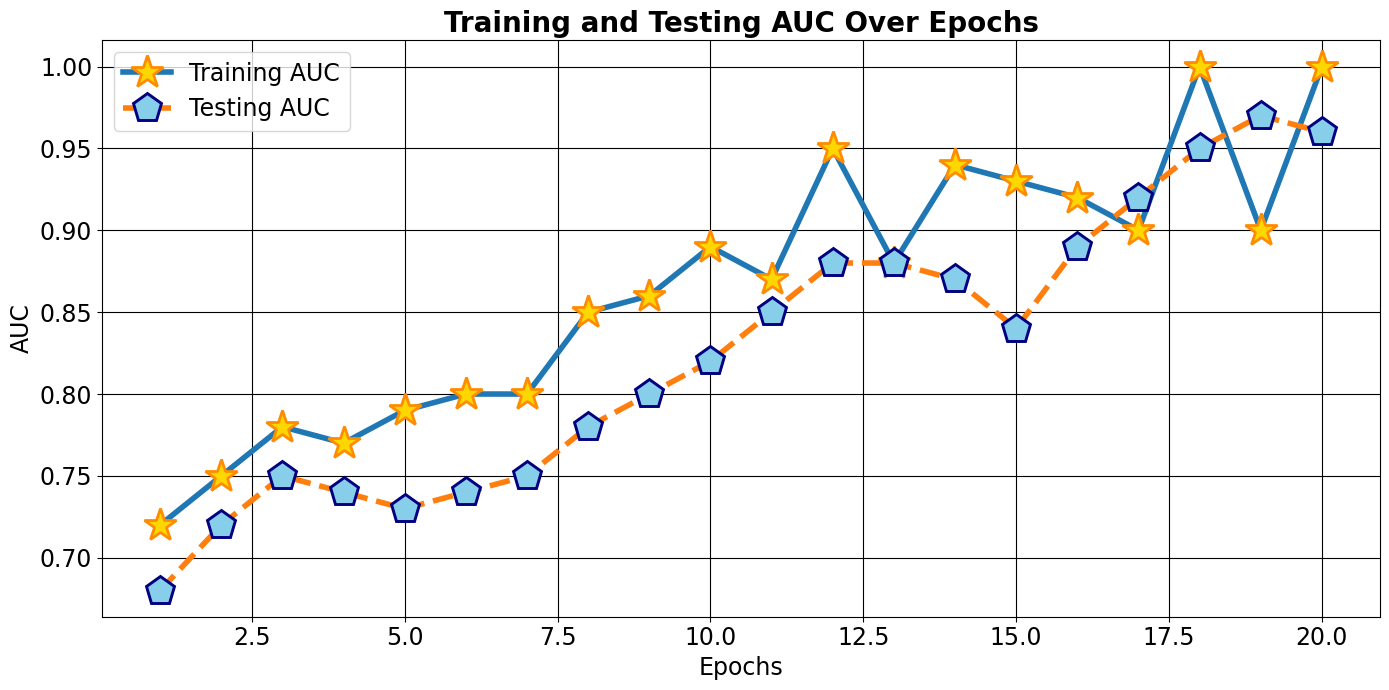 Training and Testing AUC Over Epochs
Training AUC
Testing AUC
AUC
1.00
0.95
0.90
0.85
0.80
0.75
0.70
2.5 5.0 7.5 10.0 12.5 15.0 17.5 20.0
Epochs